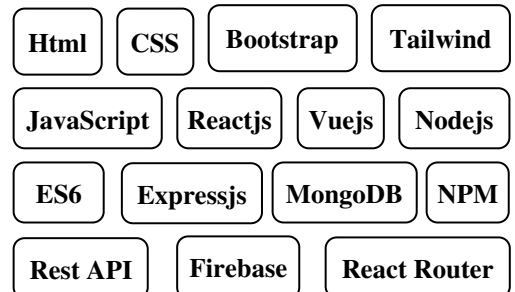 Html CSS Bootstrap Tailwind
JavaScript Reactjs Vuejs Nodejs
ES6 Expressjs MongoDB NPM
Rest API Firebase React Router